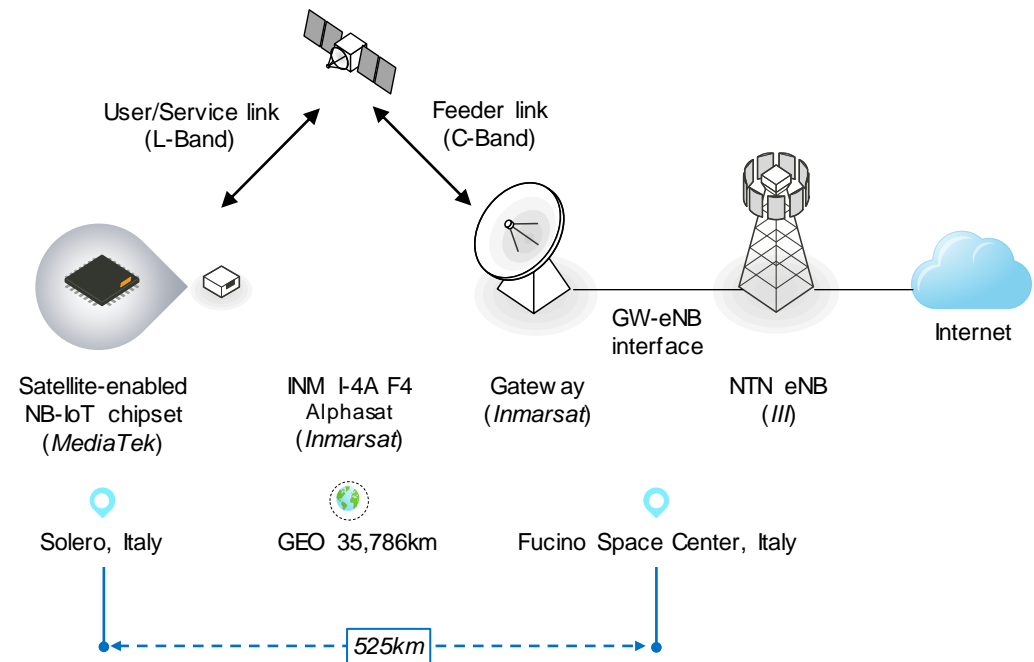 User/Service link
(L-Band)
Feeder link
(C-Band)
GW-eNB
interface
Internet
Satellite-enabled
NB-IoT chipset
(MediaTek)
INM I-4A F4
Alphasat
(Inmarsat)
Gateway
(Inmarsat)
NTN eNB
(III)
Solero, Italy
GEO 35,786km
Fucino Space Center, Italy
525km